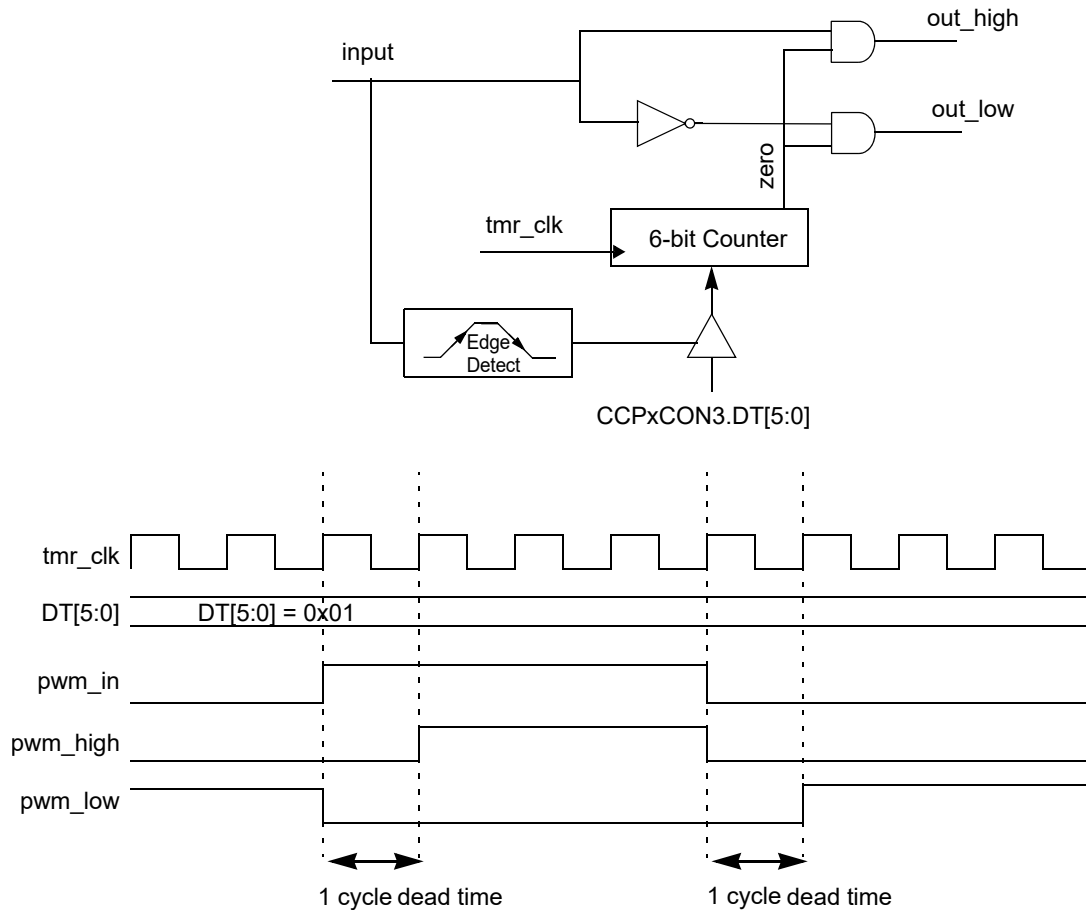 out_high
input
out_low
zero
tmr_clk
6-bit Counter
Edge
Detect
CCPxCON3.DT[5:0]
tmr_clk
DT[5:0]
DT[5:0] = 0x01
pwm_in
pwm_high
pwm_low
1 cycle dead time
1 cycle dead time